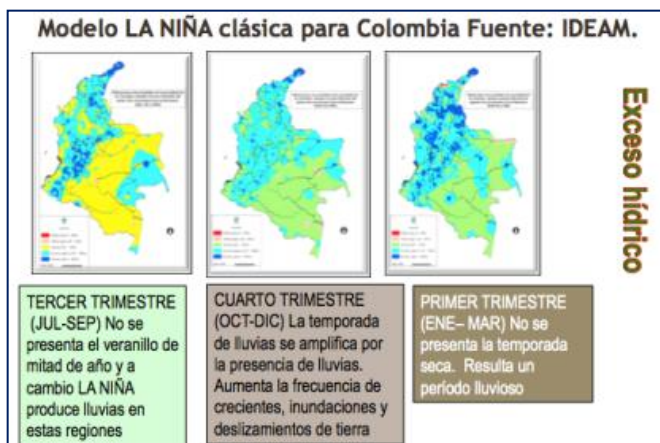 Modelo LA NIÑA clásica para Colombia Fuente: IDEAM.
Exceso hídrico
TERCER TRIMESTRE
(JUL-SEP) No se
presenta el veranillo de
mitad de año y a
cambio LA NIÑA
produce lluvias en
estas regiones
CUARTO TRIMESTRE
(OCT-DIC) La temporada
de lluvias se amplifica por
la presencia de lluvias.
Aumenta la frecuencia de
crecientes, inundaciones y
deslizamientos de tierra
PRIMER TRIMESTRE
(ENE– MAR) No se
presenta la temporada
seca. Resulta un
período lluvioso